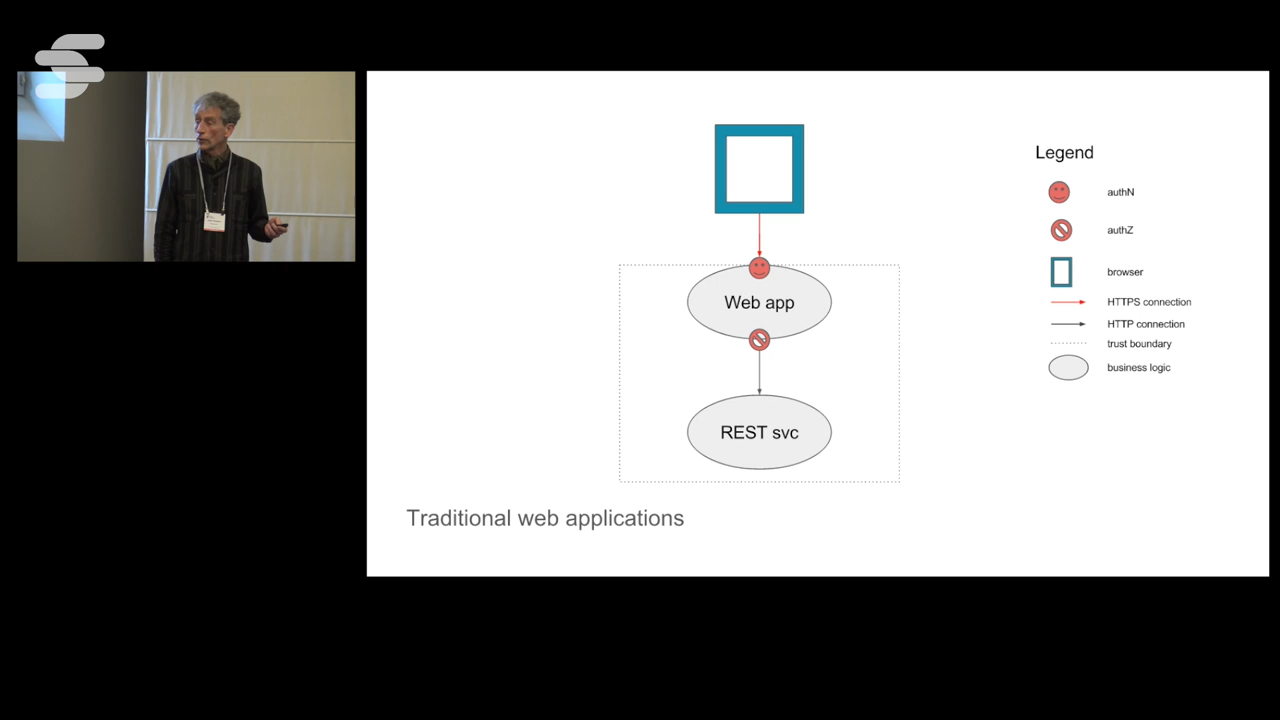 Legend
authN
authZ
browser
Web app
HTTPS connection
HTTP connection
trust boundary
business logic
REST svc
Traditional web applications